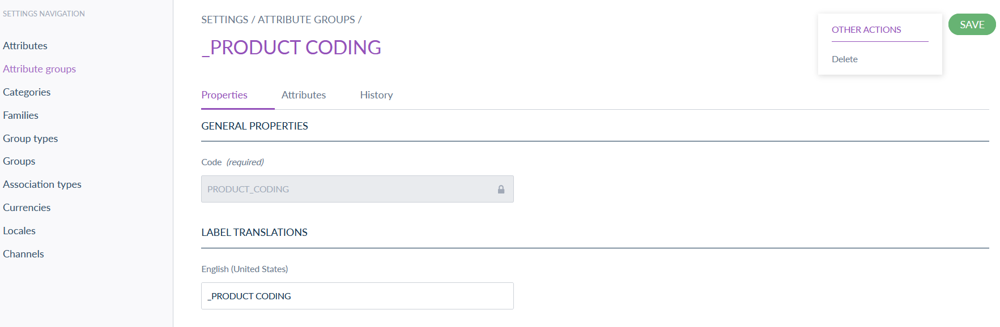 SETTINGS NAVIGATION
Attributes
Attribute groups
Categories
Families
Group types
Groups
Association types
Currencies
Locales
Channels
SETTINGS / ATTRIBUTE GROUPS /
_PRODUCT CODING
OTHER ACTIONS
Delete
SAVE
Properties Attributes History
GENERAL PROPERTIES
Code (required)
PRODUCT_CODING
LABEL TRANSLATIONS
English (United States)
_PRODUCT CODING